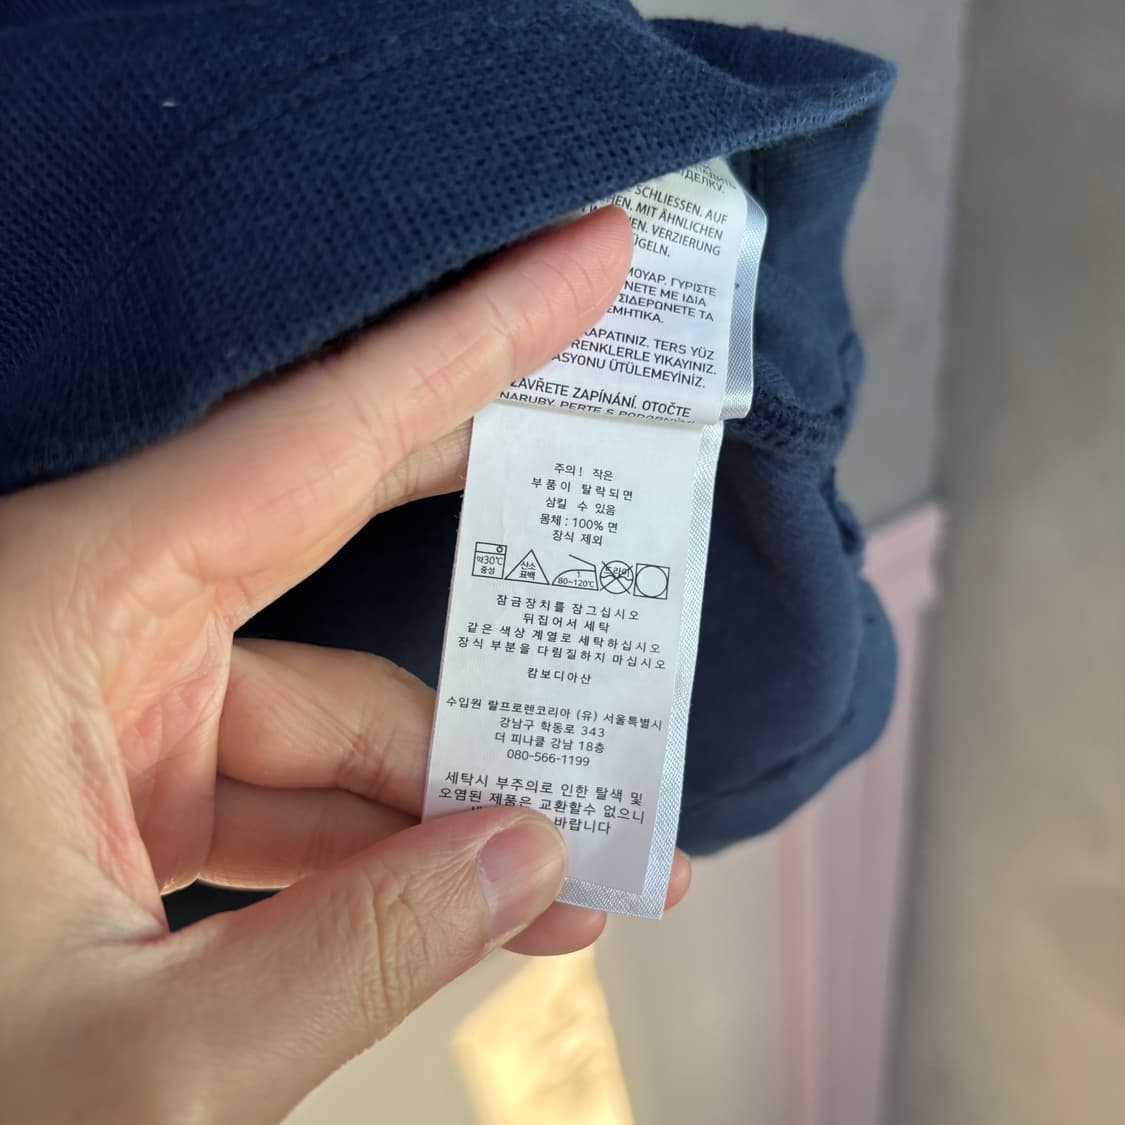 ДЕЛКУ.
SCHLIESSEN. AUF
MIT ÄHNLICHEN
VERZIERUNG
ΓΥΡΙΣΤΕ
ΜΕ ΙΔΙΑ
ΣΙΔΕΡΩΝΕΤΕ ΤΑ
KAPATINIZ. TERS YÜZ
RENKLERLE YIKAYINIZ.
ÜTÜLEMEYİNİZ.
ZAPÍNÁNÍ. OTOČTE
NARUBY. PERTE S
주의! 작은
부품이 탈락되면
삼킬 수 있음
몸체 : 100% 면
장식 제외
약30℃
중성
산소
표백
1
80~120℃
드라이
잠금장치를 잠그십시오
뒤집어서 세탁
같은 색상 계열로 세탁하십시오
장식 부분을 다림질하지 마십시오
캄보디아산
수입원 랄프로렌코리아 (유) 서울특별시
강남구 학동로 343
더 피나클 강남 18층
080-566-1199
세탁시 부주의로 인한 탈색 및
오염된 제품은 교환할수 없으니
바랍니다